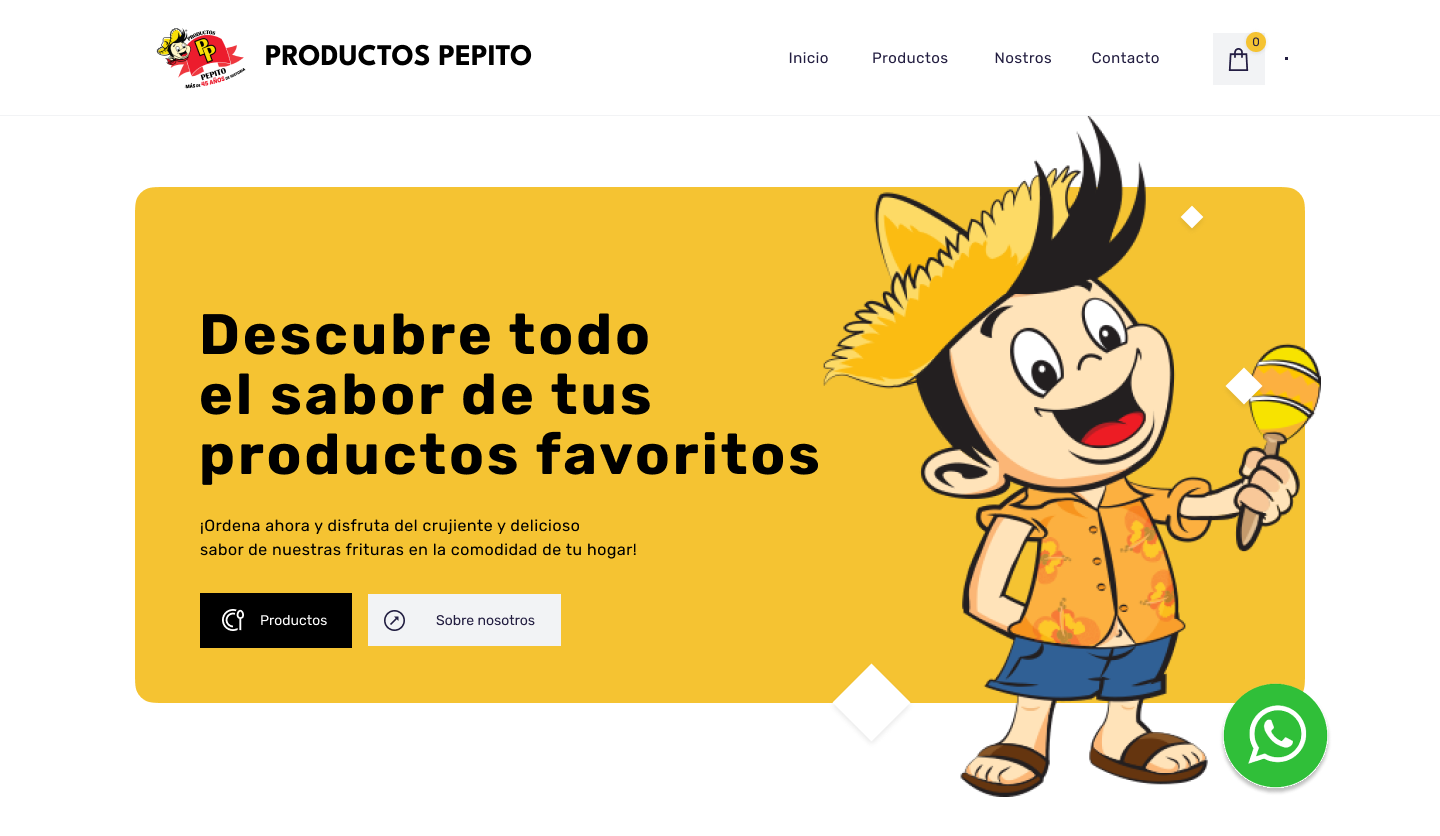 PRODUCTOS
PP
PEPITO
MÁS DE 45 AÑOS DE HISTORIA
PRODUCTOS PEPITO
Inicio
Productos
Nostros
Contacto
0
Descubre todo
el sabor de tus
productos favoritos
¡Ordena ahora y disfruta del crujiente y delicioso
sabor de nuestras frituras en la comodidad de tu hogar!
Productos
Sobre nosotros